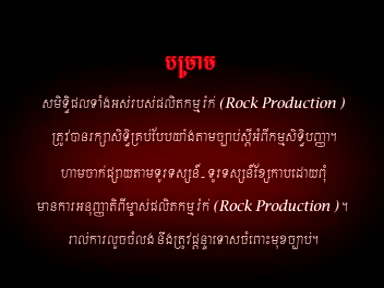 បម្រាម
សមិទ្ធិផលទាំងអស់របស់ផលិតកម្ម រ៉ក់ ( Rock Production )
ត្រូវបានរក្សាសិទ្ធិគ្រប់បែបយ៉ាងតាមច្បាប់ស្ដីអំពីកម្មសិទ្ធិបញ្ញា។
ហាមចាក់ផ្សាយតាមទូរទស្សន៍ - ទូរទស្សន៍ខ្សែកាបដោយពុំ
មានការអនុញ្ញាតិពីម្ចាស់ផលិតកម្ម រ៉ក់ ( Rock Production ) ។
រាល់ការលួចចំលង នឹងត្រូវផ្ដន្ទាទោសចំពោះមុខច្បាប់។